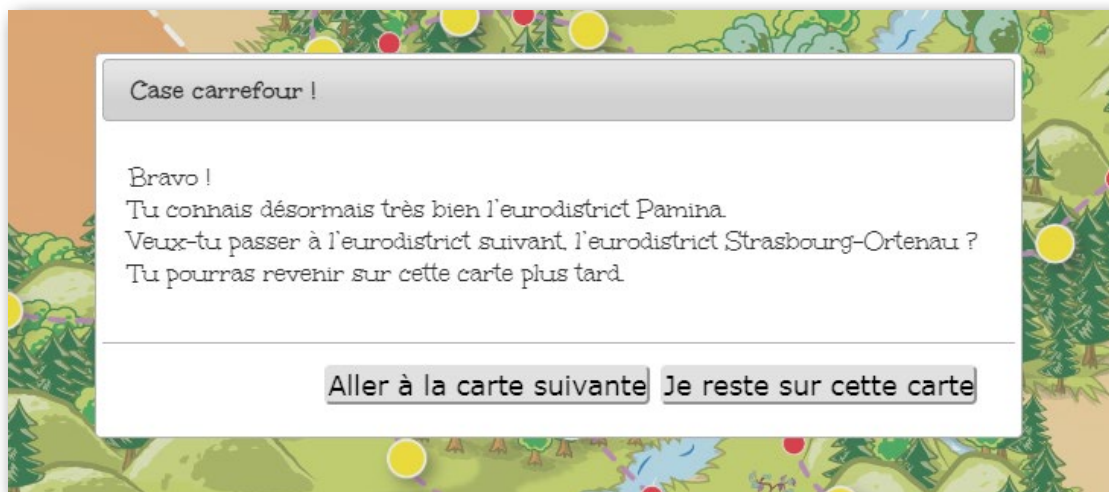 Case carrefour !
Bravo !
Tu connais désormais très bien l'eurodistrict Pamina.
Veux-tu passer à l'eurodistrict suivant, l'eurodistrict Strasbourg-Ortenau ?
Tu pourras revenir sur cette carte plus tard.
Aller à la carte suivante Je reste sur cette carte